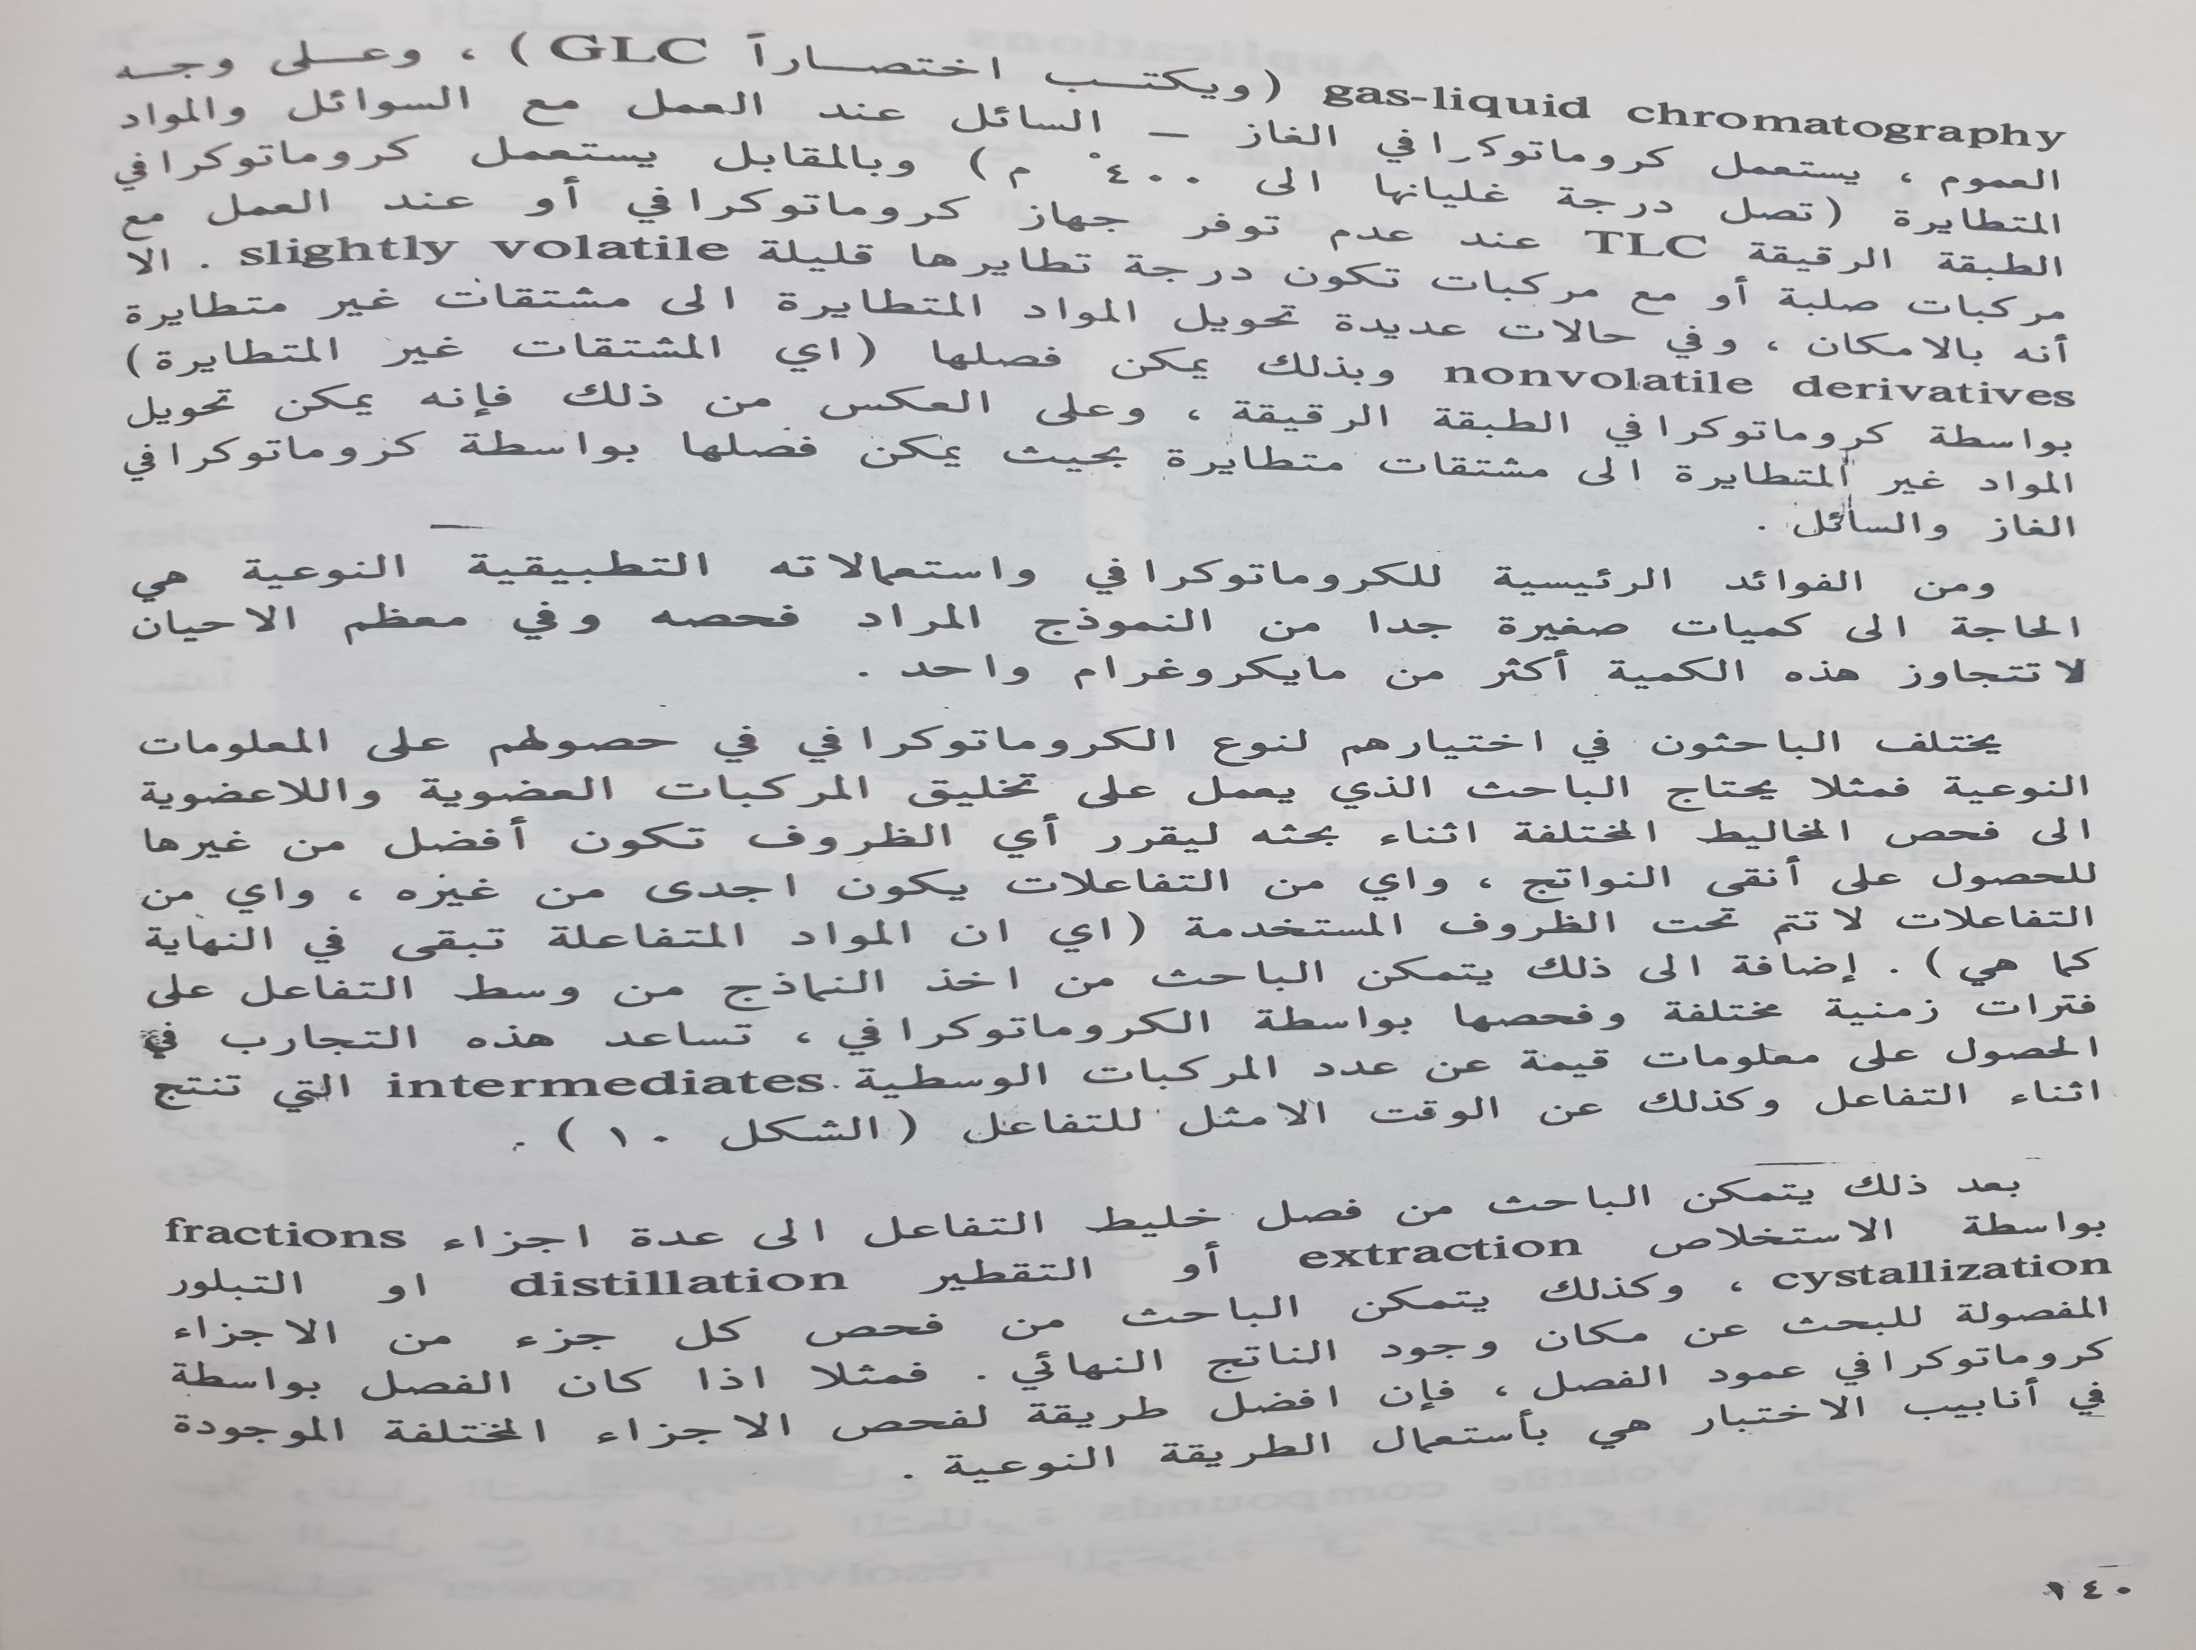 gas-liquid chromatography (ويكتب اختصاراً GLC) ، وعلى وجه
العموم ، يستعمل كروماتوكرافي الغاز – السائل عند العمل مع السوائل والمواد
المتطايرة (تصل درجة غليانها الى ٤٠٠° م) وبالمقابل يستعمل كروماتوكرافي
الطبقة الرقيقة TLC عند عدم توفر جهاز كروماتوكرافي أو عند العمل مع
مركبات صلبة أو مع مركبات تكون درجة تطايرها قليلة slightly volatile . الا
أنه بالامكان ، وفي حالات عديدة تحويل المواد المتطايرة الى مشتقات غير متطايرة
nonvolatile derivatives وبذلك يمكن فصلها (اي المشتقات غير المتطايرة)
بواسطة كروماتوكرافي الطبقة الرقيقة ، وعلى العكس من ذلك فإنه يمكن تحويل
المواد غير المتطايرة الى مشتقات متطايرة بحيث يمكن فصلها بواسطة كروماتوكرافي
الغاز والسائل .
ومن الفوائد الرئيسية للكروماتوكرافي واستعمالاته التطبيقية النوعية هي
الحاجة الى كميات صغيرة جدا من النموذج المراد فحصه وفي معظم الاحيان
لا تتجاوز هذه الكمية أكثر من مايكروغرام واحد .
يختلف الباحثون في اختيارهم لنوع الكروماتوكرافي في حصولهم على المعلومات
النوعية فمثلا يحتاج الباحث الذي يعمل على تخليق المركبات العضوية واللاعضوية
الى فحص المخاليط المختلفة اثناء بحثه ليقرر أي الظروف تكون أفضل من غيرها
للحصول على أنقى النواتج ، واي من التفاعلات يكون اجدى من غيره ، واي من
التفاعلات لا تتم تحت الظروف المستخدمة (اي ان المواد المتفاعلة تبقى في النهاية
كما هي) . إضافة الى ذلك يتمكن الباحث من اخذ النماذج من وسط التفاعل على
فترات زمنية مختلفة وفحصها بواسطة الكروماتوكرافي ، تساعد هذه التجارب في
الحصول على معلومات قيمة عن عدد المركبات الوسطية intermediates التي تنتج
اثناء التفاعل وكذلك عن الوقت الامثل للتفاعل (الشكل ١٠) .
بعد ذلك يتمكن الباحث من فصل خليط التفاعل الى عدة اجزاء fractions
بواسطة الاستخلاص extraction أو التقطير distillation او التبلور
cystallization ، وكذلك يتمكن الباحث من فحص كل جزء من الاجزاء
المفصولة للبحث عن مكان وجود الناتج النهائي . فمثلا اذا كان الفصل بواسطة
كروماتوكرافي عمود الفصل ، فإن افضل طريقة لفحص الاجزاء المختلفة الموجودة
في أنابيب الاختبار هي بأستعمال الطريقة النوعية .
١٤٠